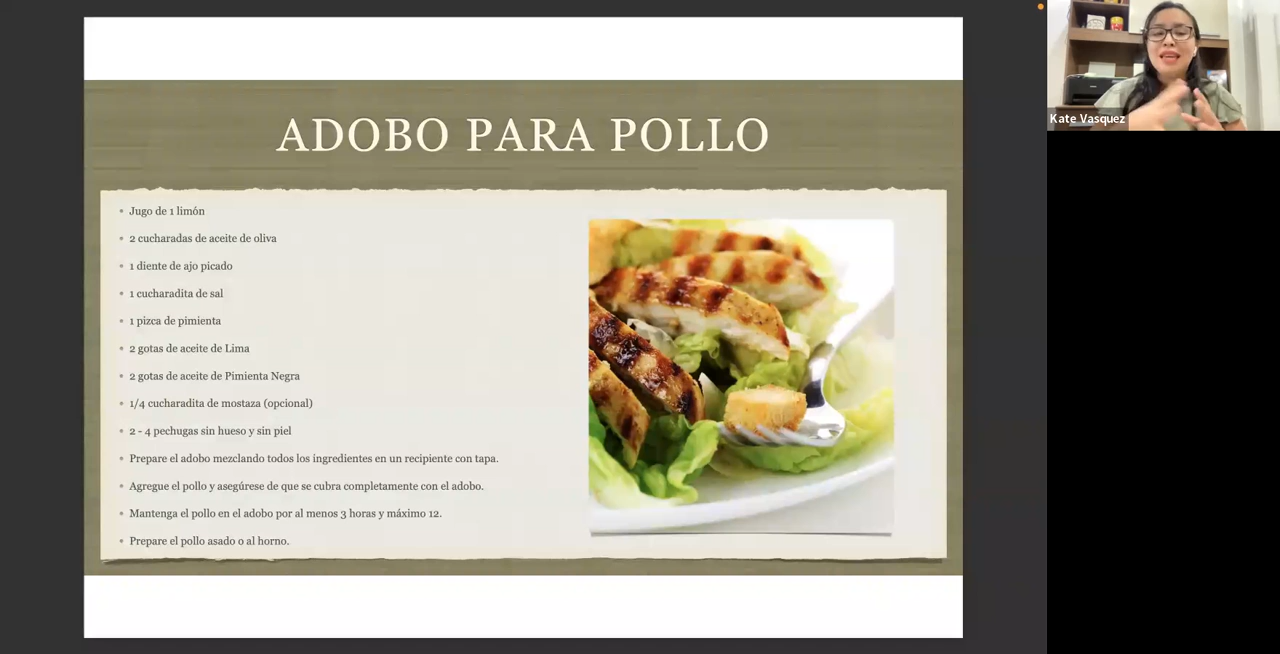 ADOBO PARA POLLO
Jugo de 1 limón
2 cucharadas de aceite de oliva
1 diente de ajo picado
1 cucharadita de sal
1 pizca de pimienta
2 gotas de aceite de Lima
2 gotas de aceite de Pimienta Negra
1/4 cucharadita de mostaza (opcional)
2 - 4 pechugas sin hueso y sin piel
Prepare el adobo mezclando todos los ingredientes en un recipiente con tapa.
Agregue el pollo y asegúrese de que se cubra completamente con el adobo.
Mantenga el pollo en el adobo por al menos 3 horas y máximo 12.
Prepare el pollo asado o al horno.
Kate Vasquez